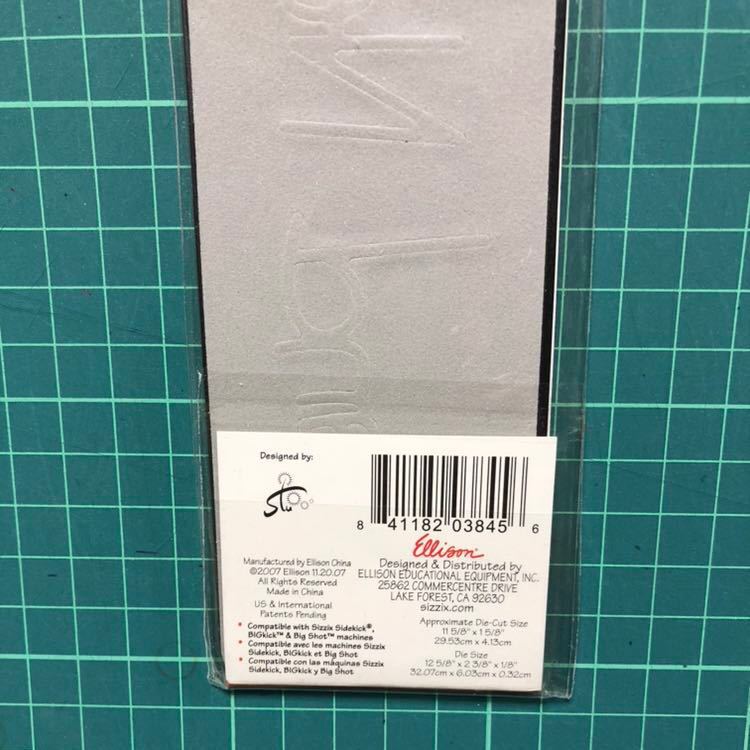 Designed by:
Stu
8 41182 03845 6
Manufactured by Ellison China
©2007 Ellison 11.20.07
All Rights Reserved
Made in China
US & International
Patents Pending
• Compatible with Sizzix Sidekick®,
BIGkick™ & Big Shot™ machines
• Compatible avec les machines Sizzix
Sidekick, BIGkick et Big Shot
• Compatible con las máquinas Sizzix
Sidekick, BIGkick y Big Shot
Ellison
Designed & Distributed by
ELLISON EDUCATIONAL EQUIPMENT, INC.
25862 COMMERCENTRE DRIVE
LAKE FOREST, CA 92630
sizzix.com
Approximate Die-Cut Size
11 5/8" x 1 5/8"
29.53cm x 4.13cm
Die Size
12 5/8" x 2 3/8" x 1/8"
32.07cm x 6.03cm x 0.32cm